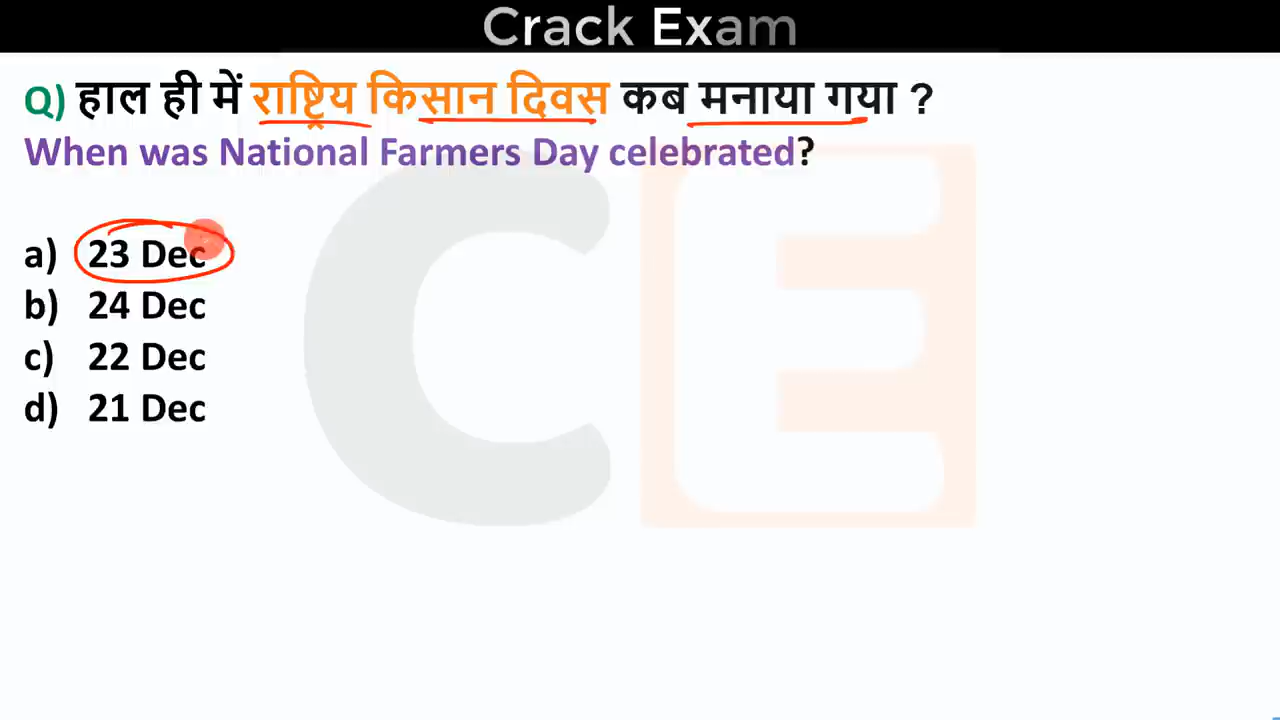 Crack Exam
Q) हाल ही में राष्ट्रिय किसान दिवस कब मनाया गया ?
When was National Farmers Day celebrated?
a) 23 Dec
b) 24 Dec
c) 22 Dec
d) 21 Dec
CE